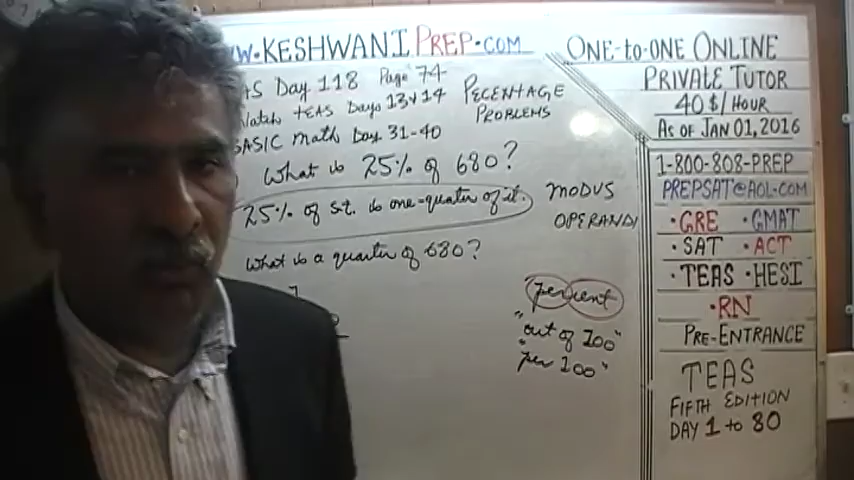 W•KESHWANI PREP•COM
AS Day 118 Page 74
Watch TEAS Days 13 & 14
BASIC math Day 31-40
PECENTAGE
PROBLEMS
What is 25% of 680?
25% of s.t. is one-quarter of it.
MODUS
OPERANDI
What is a quarter of 680?
"percent"
"out of 100"
"per 100"
ONE-to-ONE ONLINE
PRIVATE TUTOR
40 $/HOUR
AS OF JAN 01, 2016
1-800-808-PREP
PREPSAT@AOL.COM
•GRE •GMAT
•SAT •ACT
•TEAS •HESI
•RN
PRE-ENTRANCE
TEAS
FIFTH EDITION
DAY 1 to 80